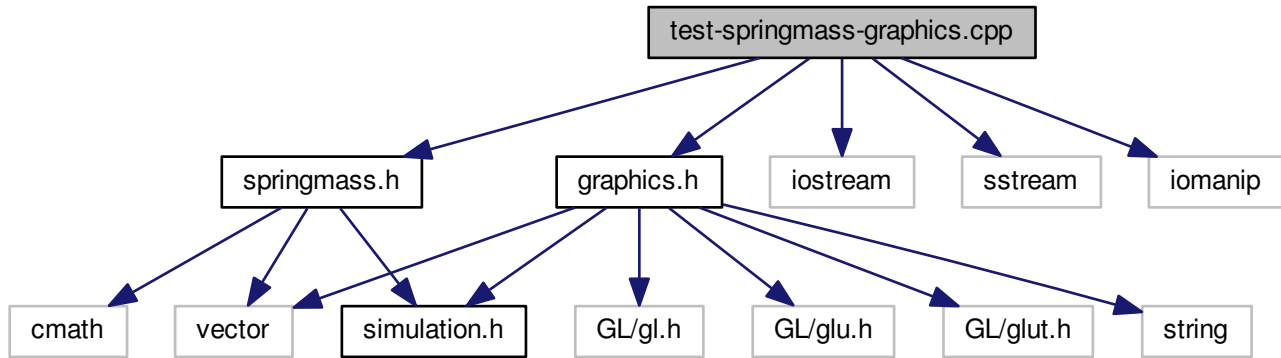 test-springmass-graphics.cpp
springmass.h
graphics.h
iostream
sstream
iomanip
cmath
vector
simulation.h
GL/gl.h
GL/glu.h
GL/glut.h
string